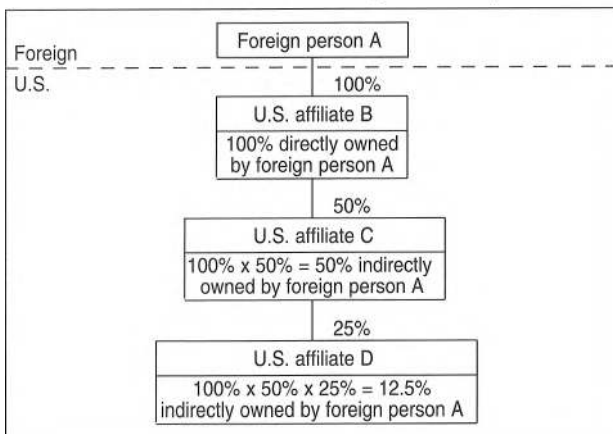 Foreign person A
Foreign
U.S.
100%
U.S. affiliate B
100% directly owned
by foreign person A
50%
U.S. affiliate C
100% x 50% = 50% indirectly
owned by foreign person A
25%
U.S. affiliate D
100% x 50% x 25% = 12.5%
indirectly owned by foreign person A